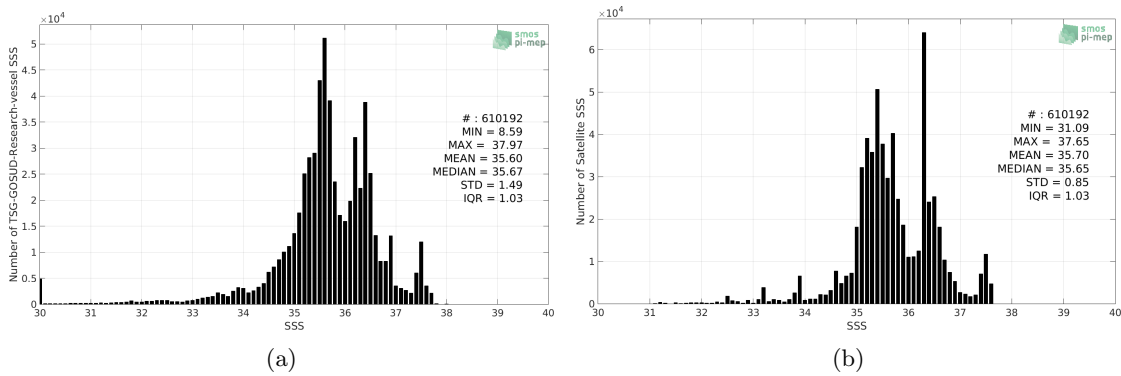 ×10⁴
5
4.5
4
3.5
3
2.5
2
1.5
1
0.5
0
30 31 32 33 34 35 36 37 38 39 40
SSS
Number of TSG-GOSUD-Research-vessel SSS
smos
pi-mep
# : 610192
MIN = 8.59
MAX = 37.97
MEAN = 35.60
MEDIAN = 35.67
STD = 1.49
IQR = 1.03
(a)
×10⁴
6
5
4
3
2
1
0
30 31 32 33 34 35 36 37 38 39 40
SSS
Number of Satellite SSS
smos
pi-mep
# : 610192
MIN = 31.09
MAX = 37.65
MEAN = 35.70
MEDIAN = 35.65
STD = 0.85
IQR = 1.03
(b)